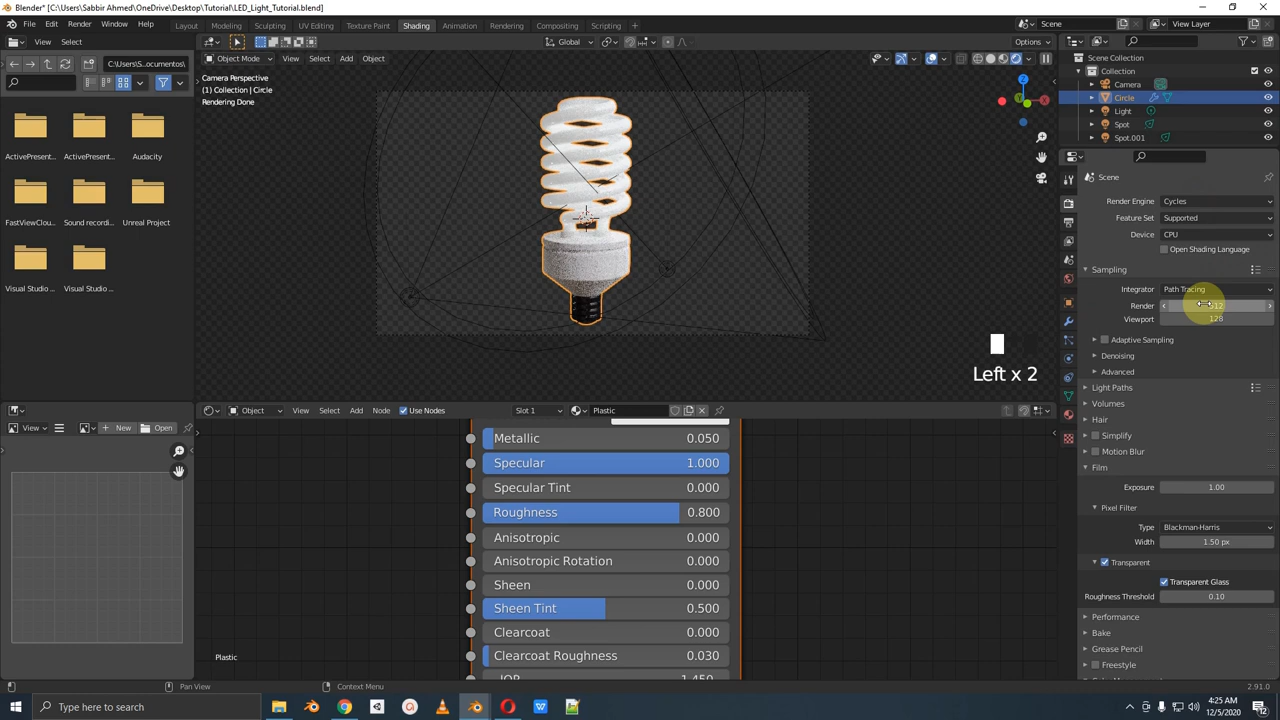 Blender* [C:\Users\Sabbir Ahmed\OneDrive\Desktop\Tutorial\LED_Light_Tutorial.blend]
File Edit Render Window Help Layout Modeling Sculpting UV Editing Texture Paint Shading Animation Rendering Compositing Scripting Scene View Layer
View Select Global Options
C:\Users\S..ocumentos\ Object Mode View Select Add Object Scene Collection
Collection
Camera Perspective
(1) Collection | Circle
Rendering Done
Camera
Circle
Light
Spot
Spot.001
Z
ActivePresent... ActivePresent... Audacity
FastViewClou... Sound recordi... Unreal Project
Visual Studio ... Visual Studio ...
Scene
Render Engine Cycles
Feature Set Supported
Device CPU
Open Shading Language
Sampling
Integrator Path Tracing
Render
Viewport 128
Adaptive Sampling
Denoising
Advanced
Light Paths
Volumes
Hair
Simplify
Motion Blur
Film
Exposure 1.00
Pixel Filter
Type Blackman-Harris
Width 1.50 px
Transparent
Transparent Glass
Roughness Threshold 0.10
Performance
Bake
Grease Pencil
Freestyle
Left x 2
View New Open
Object View Select Add Node Use Nodes Slot 1 Plastic
Metallic 0.050
Specular 1.000
Specular Tint 0.000
Roughness 0.800
Anisotropic 0.000
Anisotropic Rotation 0.000
Sheen 0.000
Sheen Tint 0.500
Clearcoat 0.000
Clearcoat Roughness 0.030
IOR 1.450
Plastic
Pan View Context Menu 2.91.0
Type here to search
4:25 AM
12/5/2020